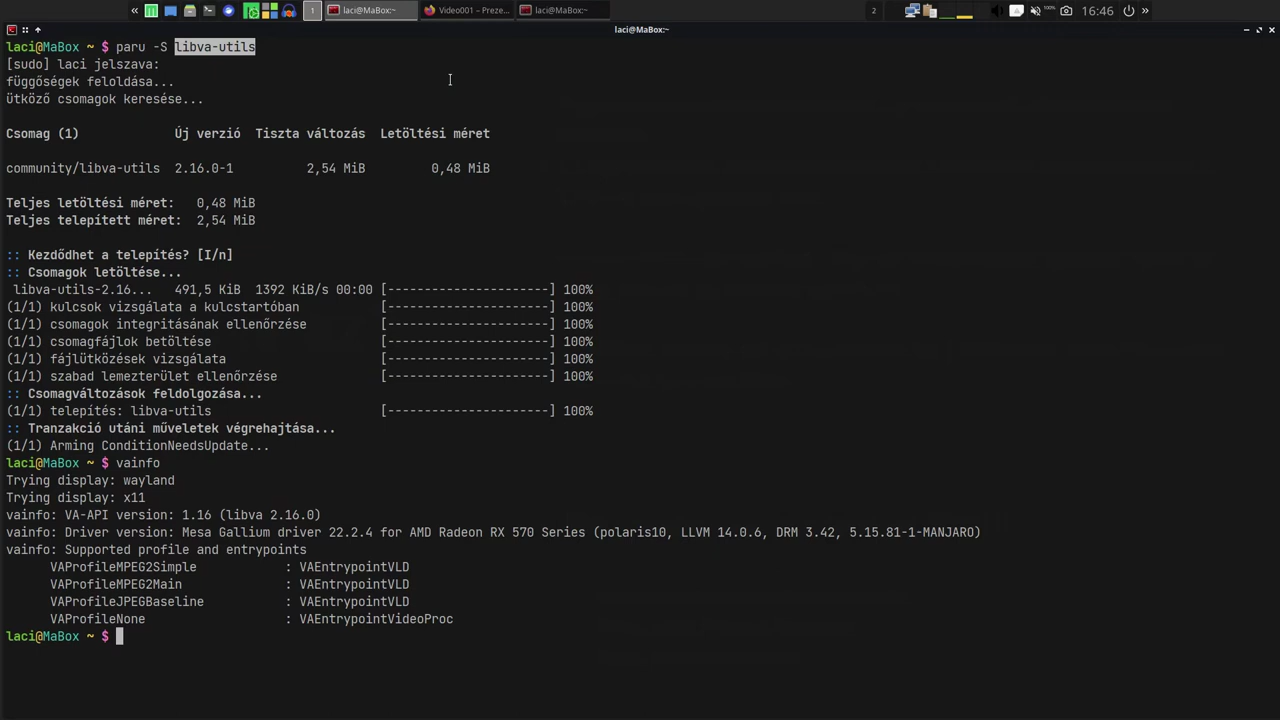 1
laci@MaBox:~
Video001 – Preze...
laci@MaBox:~
2
100%
16:46
laci@MaBox:~
laci@MaBox ~ $ paru -S libva-utils
[sudo] laci jelszava:
függőségek feloldása...
ütköző csomagok keresése...
Csomag (1) Új verzió Tiszta változás Letöltési méret
community/libva-utils 2.16.0-1 2,54 MiB 0,48 MiB
Teljes letöltési méret: 0,48 MiB
Teljes telepített méret: 2,54 MiB
:: Kezdődhet a telepítés? [I/n]
:: Csomagok letöltése...
libva-utils-2.16... 491,5 KiB 1392 KiB/s 00:00 [----------------------] 100%
(1/1) kulcsok vizsgálata a kulcstartóban [----------------------] 100%
(1/1) csomagok integritásának ellenőrzése [----------------------] 100%
(1/1) csomagfájlok betöltése [----------------------] 100%
(1/1) fájlütközések vizsgálata [----------------------] 100%
(1/1) szabad lemezterület ellenőrzése [----------------------] 100%
:: Csomagváltozások feldolgozása...
(1/1) telepítés: libva-utils [----------------------] 100%
:: Tranzakció utáni műveletek végrehajtása...
(1/1) Arming ConditionNeedsUpdate...
laci@MaBox ~ $ vainfo
Trying display: wayland
Trying display: x11
vainfo: VA-API version: 1.16 (libva 2.16.0)
vainfo: Driver version: Mesa Gallium driver 22.2.4 for AMD Radeon RX 570 Series (polaris10, LLVM 14.0.6, DRM 3.42, 5.15.81-1-MANJARO)
vainfo: Supported profile and entrypoints
VAProfileMPEG2Simple : VAEntrypointVLD
VAProfileMPEG2Main : VAEntrypointVLD
VAProfileJPEGBaseline : VAEntrypointVLD
VAProfileNone : VAEntrypointVideoProc
laci@MaBox ~ $